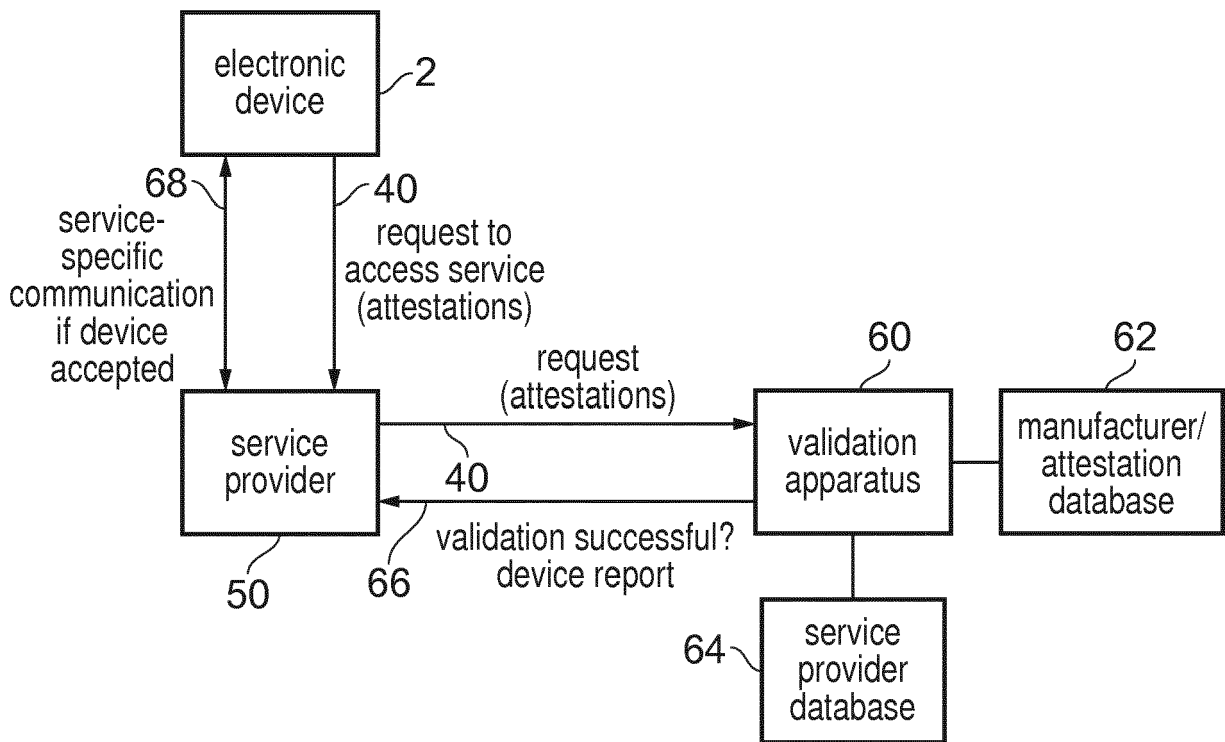 electronic
device
2
68
service-
specific
communication
if device
accepted
40
request to
access service
(attestations)
service
provider
50
request
(attestations)
40
66
validation successful?
device report
60
validation
apparatus
62
manufacturer/
attestation
database
64
service
provider
database